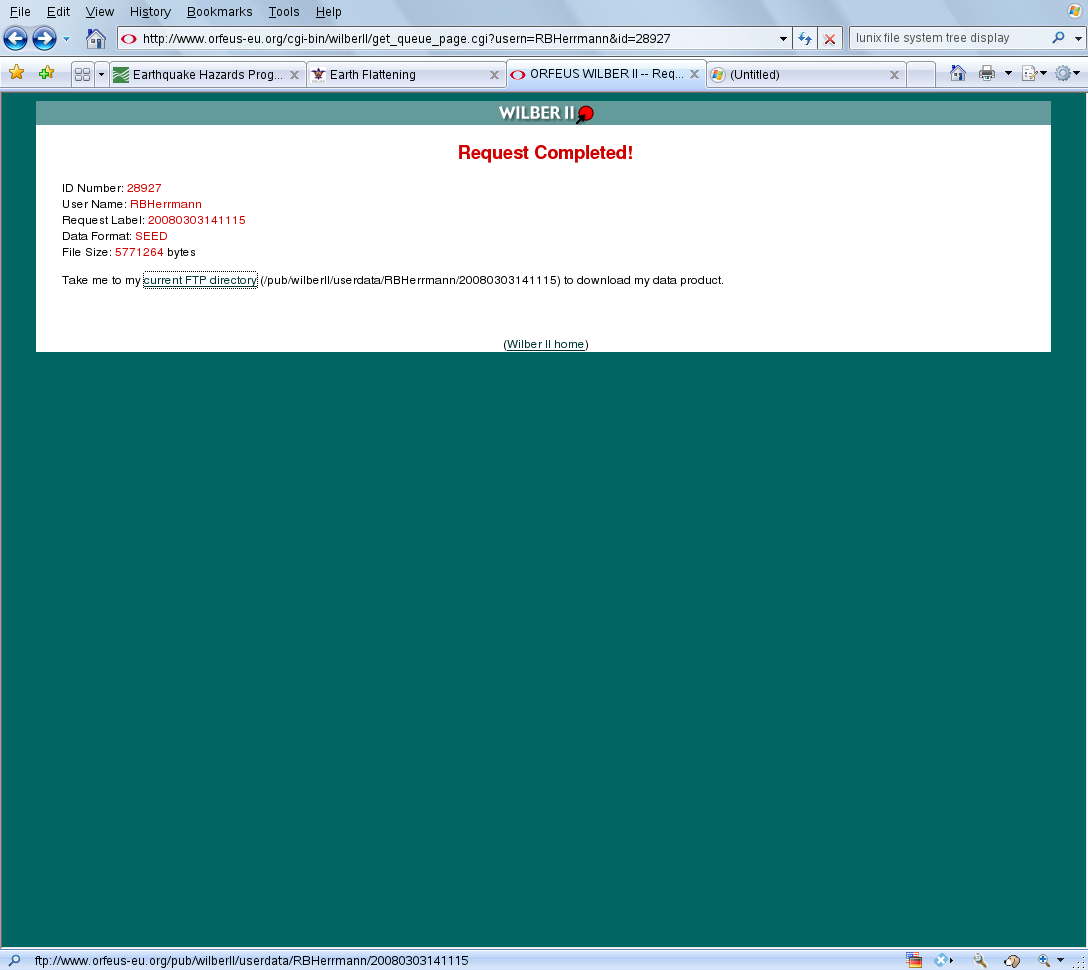 File Edit View History Bookmarks Tools Help
http://www.orfeus-eu.org/cgi-bin/wilberII/get_queue_page.cgi?usern=RBHerrmann&id=28927
lunix file system tree display
Earthquake Hazards Prog...
Earth Flattening
ORFEUS WILBER II -- Req...
(Untitled)
WILBER II
Request Completed!
ID Number: 28927
User Name: RBHerrmann
Request Label: 20080303141115
Data Format: SEED
File Size: 5771264 bytes
Take me to my current FTP directory (/pub/wilberII/userdata/RBHerrmann/20080303141115) to download my data product.
(Wilber II home)
ftp://www.orfeus-eu.org/pub/wilberII/userdata/RBHerrmann/20080303141115